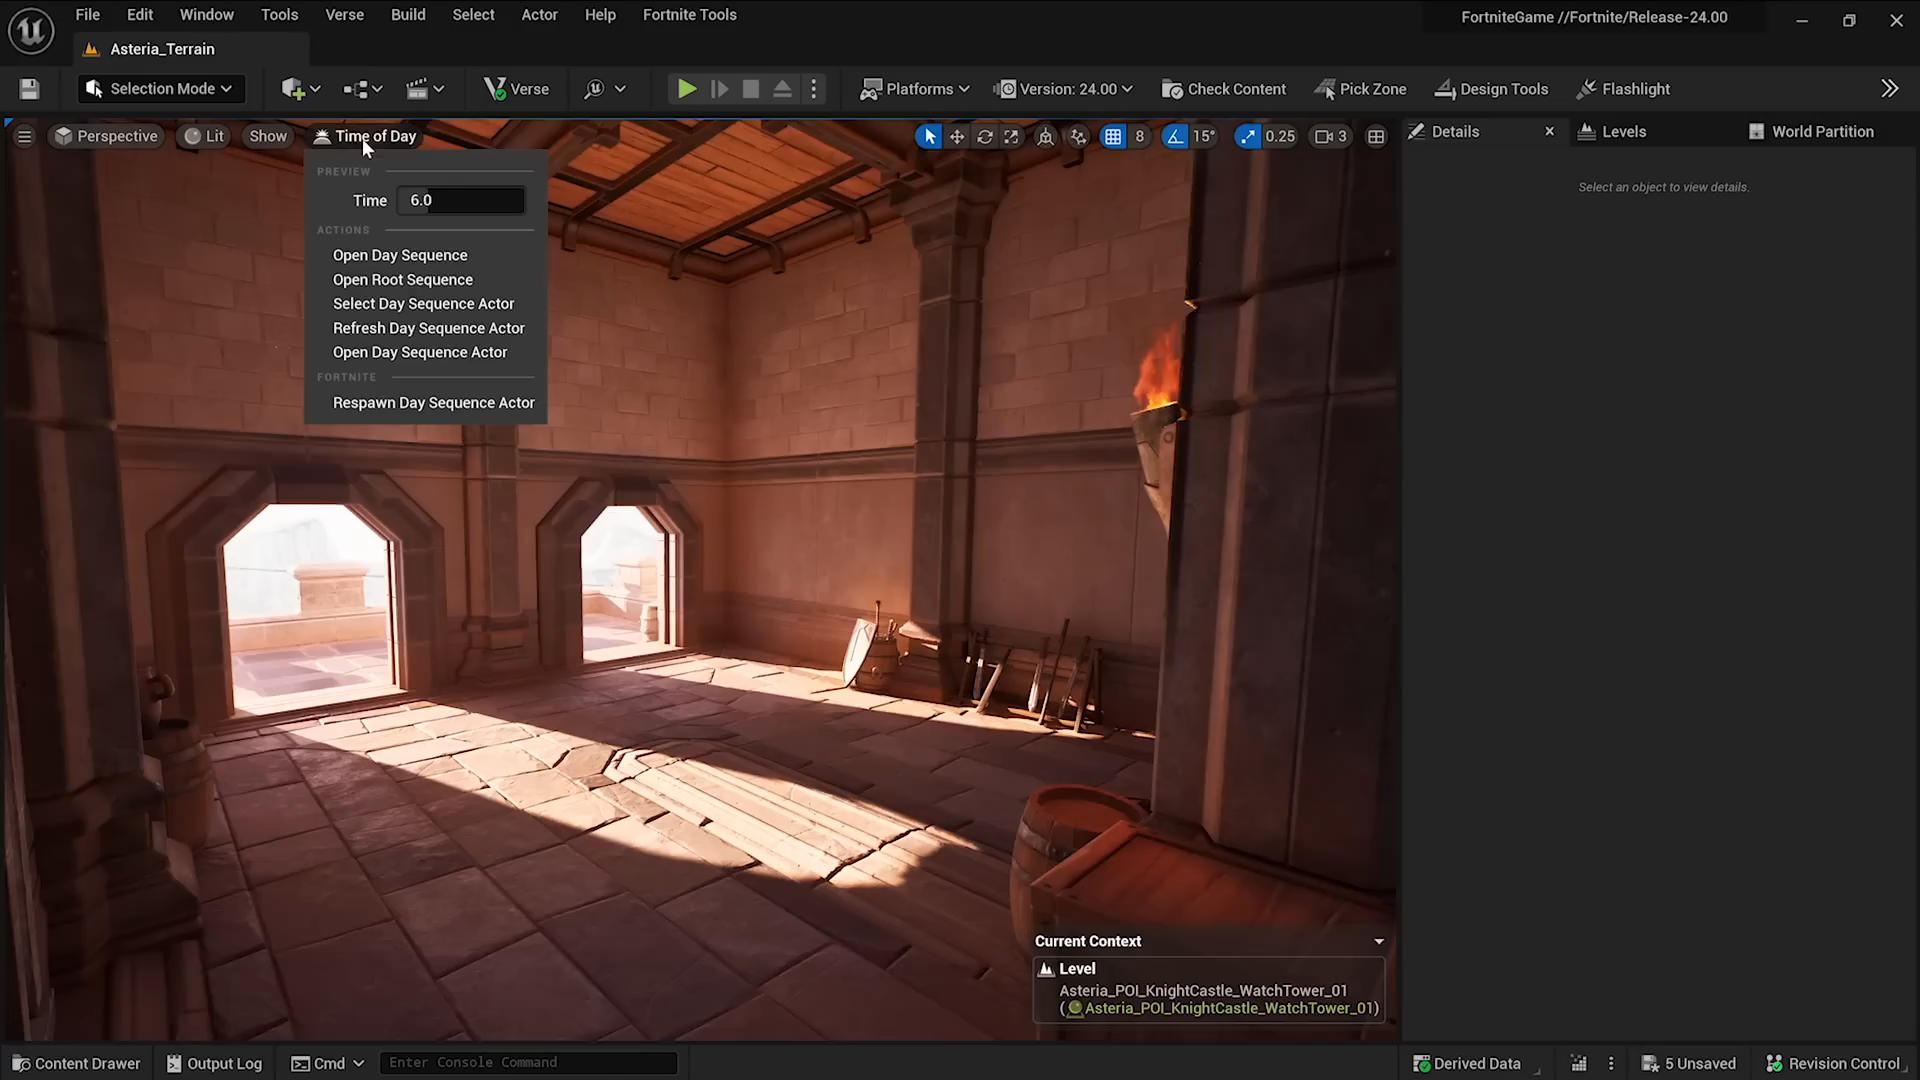 File Edit Window Tools Verse Build Select Actor Help Fortnite Tools
FortniteGame //Fortnite/Release-24.00
Asteria_Terrain
Selection Mode
Verse
Platforms
Version: 24.00
Check Content
Pick Zone
Design Tools
Flashlight
Perspective
Lit
Show
Time of Day
8
15°
0.25
3
Details
Levels
World Partition
Select an object to view details.
PREVIEW
Time 6.0
ACTIONS
Open Day Sequence
Open Root Sequence
Select Day Sequence Actor
Refresh Day Sequence Actor
Open Day Sequence Actor
FORTNITE
Respawn Day Sequence Actor
Current Context
Level
Asteria_POI_KnightCastle_WatchTower_01
(Asteria_POI_KnightCastle_WatchTower_01)
Content Drawer
Output Log
Cmd
Enter Console Command
Derived Data
5 Unsaved
Revision Control